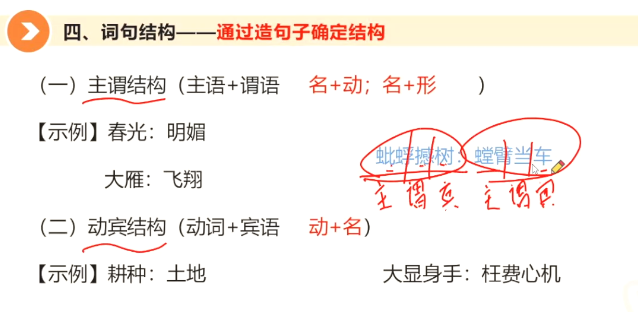 四、词句结构——通过造句子确定结构
（一）主谓结构（主语+谓语 名+动；名+形 ）
【示例】春光：明媚
蚍蜉撼树：螳臂当车
主 谓 宾 主 谓 宾
大雁：飞翔
（二）动宾结构（动词+宾语 动+名）
【示例】耕种：土地 大显身手：枉费心机